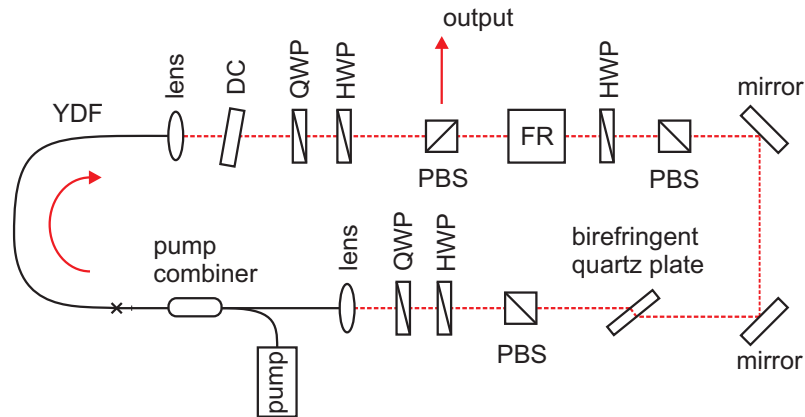 output
lens
DC
QWP
HWP
HWP
mirror
YDF
FR
PBS
PBS
pump
combiner
lens
QWP
HWP
birefringent
quartz plate
PBS
mirror
pump